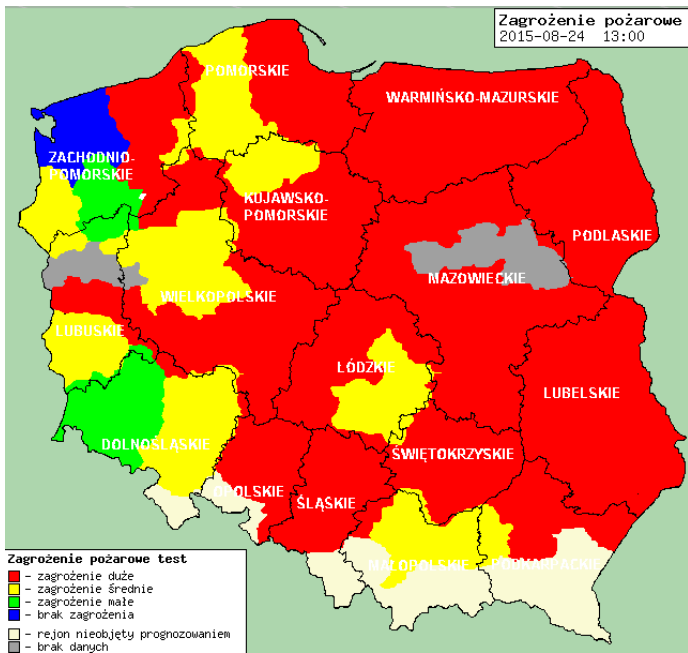 Zagrożenie pożarowe
2015-08-24 13:00
POMORSKIE
WARMIŃSKO-MAZURSKIE
ZACHODNIO-
POMORSKIE
KUJAWSKO-
POMORSKIE
PODLASKIE
MAZOWIECKIE
WIELKOPOLSKIE
LUBUSKIE
ŁÓDZKIE
LUBELSKIE
DOLNOŚLĄSKIE
ŚWIĘTOKRZYSKIE
OPOLSKIE
ŚLĄSKIE
MAŁOPOLSKIE
PODKARPACKIE
Zagrożenie pożarowe test
– zagrożenie duże
– zagrożenie średnie
– zagrożenie małe
– brak zagrożenia
– rejon nieobjęty prognozowaniem
– brak danych